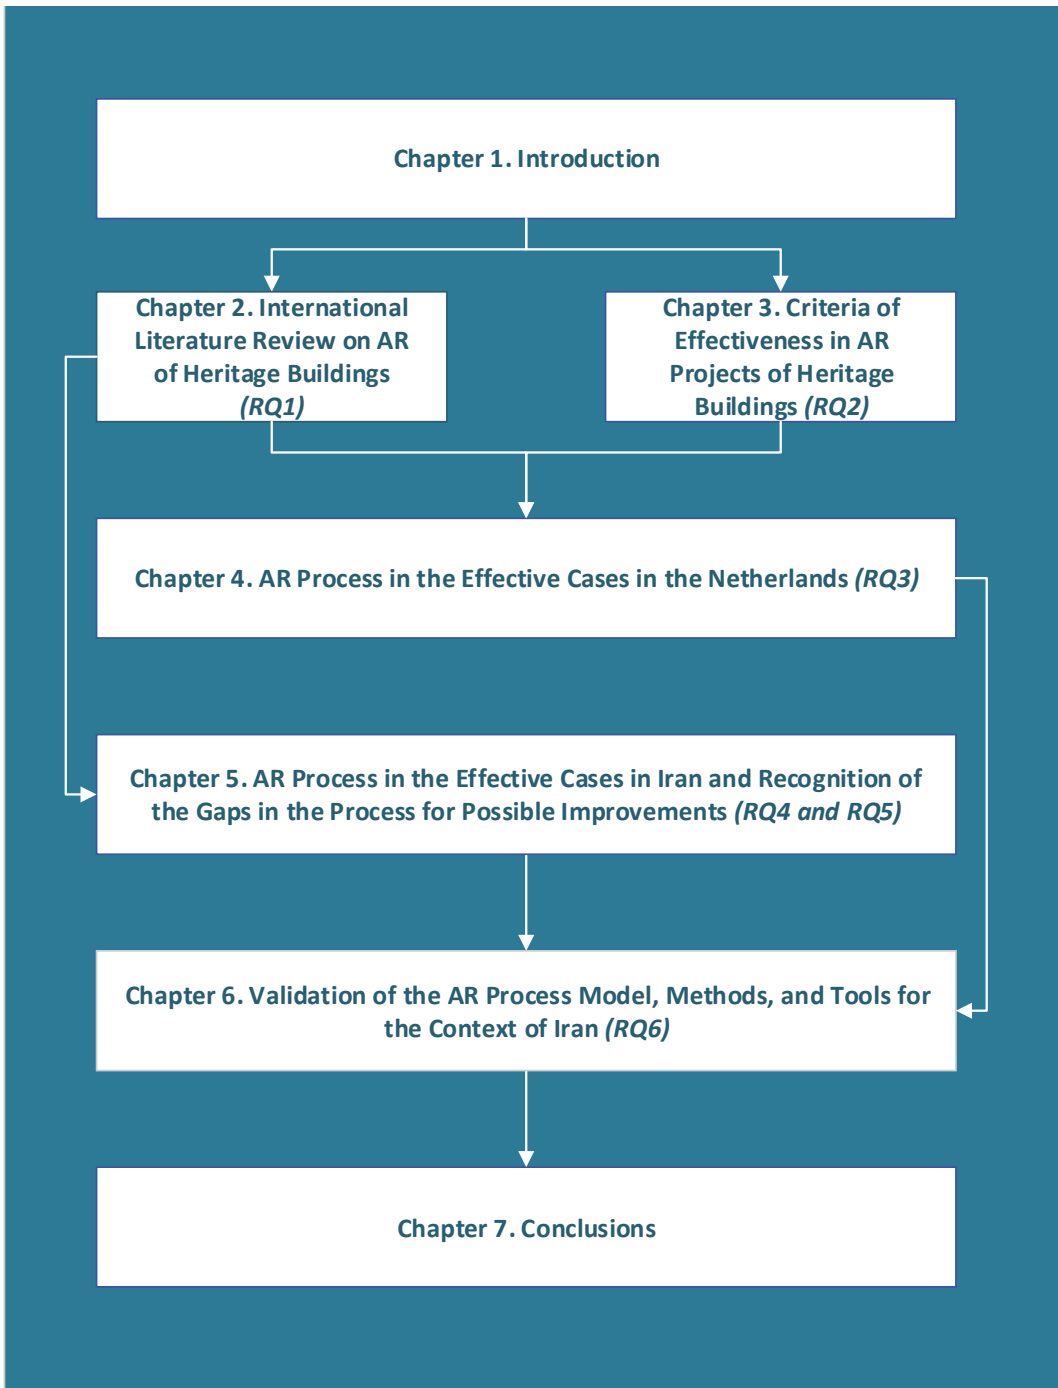 Chapter 1. Introduction
Chapter 2. International
Literature Review on AR
of Heritage Buildings
(RQ1)
Chapter 3. Criteria of
Effectiveness in AR
Projects of Heritage
Buildings (RQ2)
Chapter 4. AR Process in the Effective Cases in the Netherlands (RQ3)
Chapter 5. AR Process in the Effective Cases in Iran and Recognition of
the Gaps in the Process for Possible Improvements (RQ4 and RQ5)
Chapter 6. Validation of the AR Process Model, Methods, and Tools for
the Context of Iran (RQ6)
Chapter 7. Conclusions